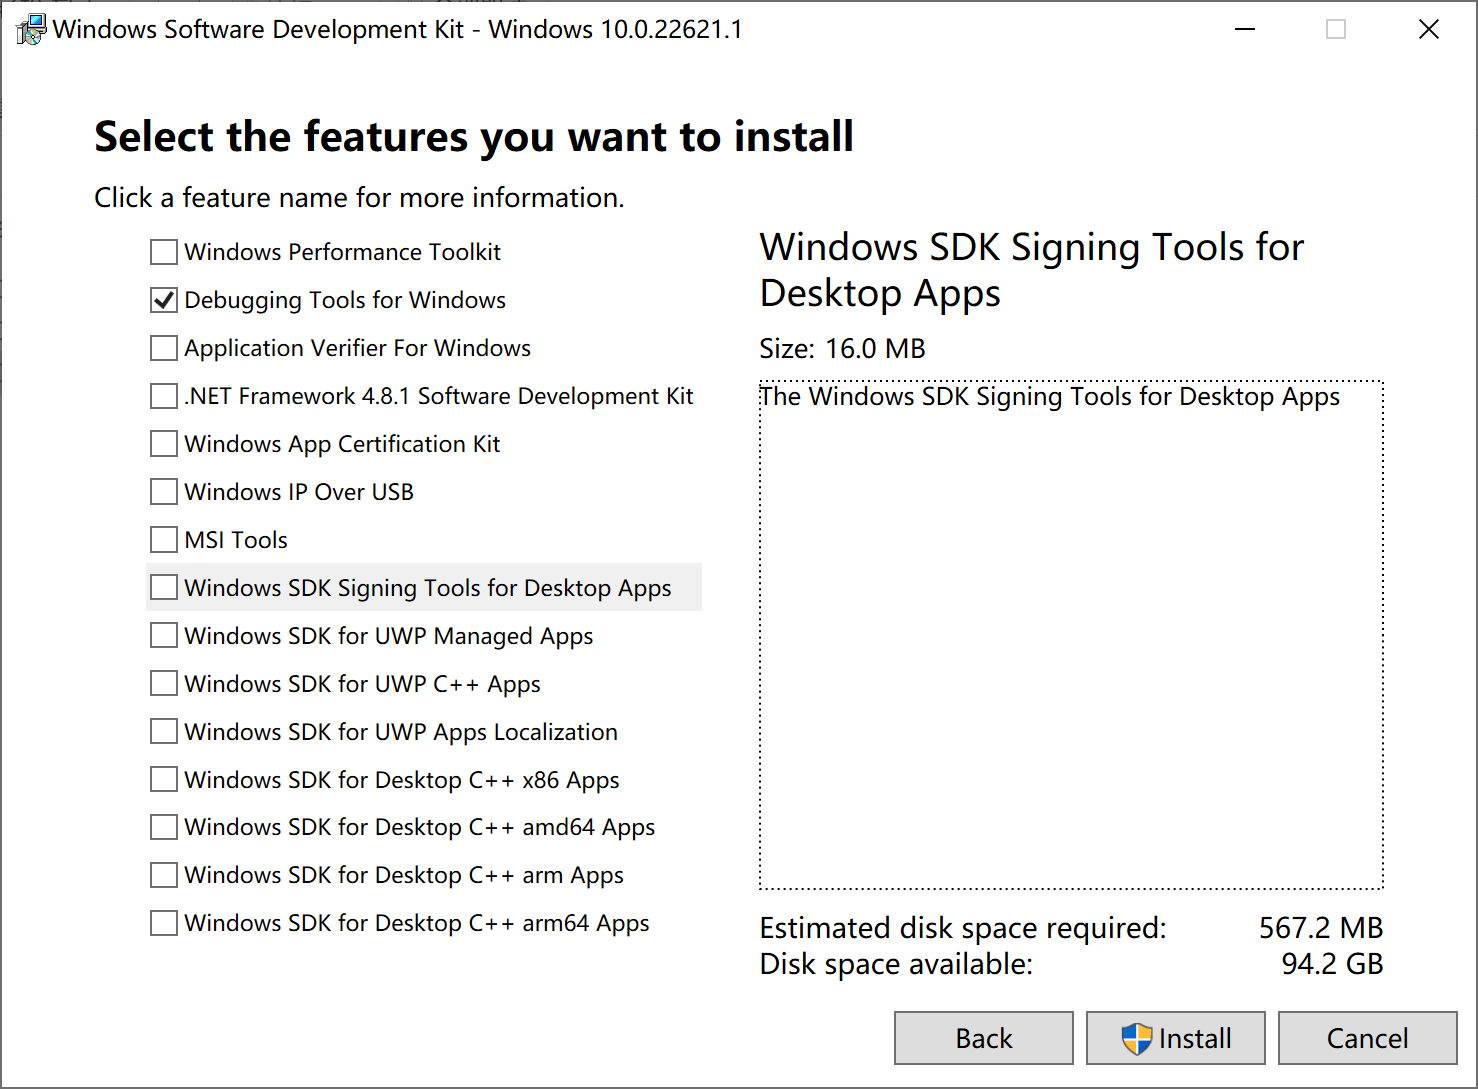 Windows Software Development Kit - Windows 10.0.22621.1
Select the features you want to install
Click a feature name for more information.
Windows Performance Toolkit
Debugging Tools for Windows
Application Verifier For Windows
.NET Framework 4.8.1 Software Development Kit
Windows App Certification Kit
Windows IP Over USB
MSI Tools
Windows SDK Signing Tools for Desktop Apps
Windows SDK for UWP Managed Apps
Windows SDK for UWP C++ Apps
Windows SDK for UWP Apps Localization
Windows SDK for Desktop C++ x86 Apps
Windows SDK for Desktop C++ amd64 Apps
Windows SDK for Desktop C++ arm Apps
Windows SDK for Desktop C++ arm64 Apps
Windows SDK Signing Tools for
Desktop Apps
Size: 16.0 MB
The Windows SDK Signing Tools for Desktop Apps
Estimated disk space required: 567.2 MB
Disk space available: 94.2 GB
Back
Install
Cancel